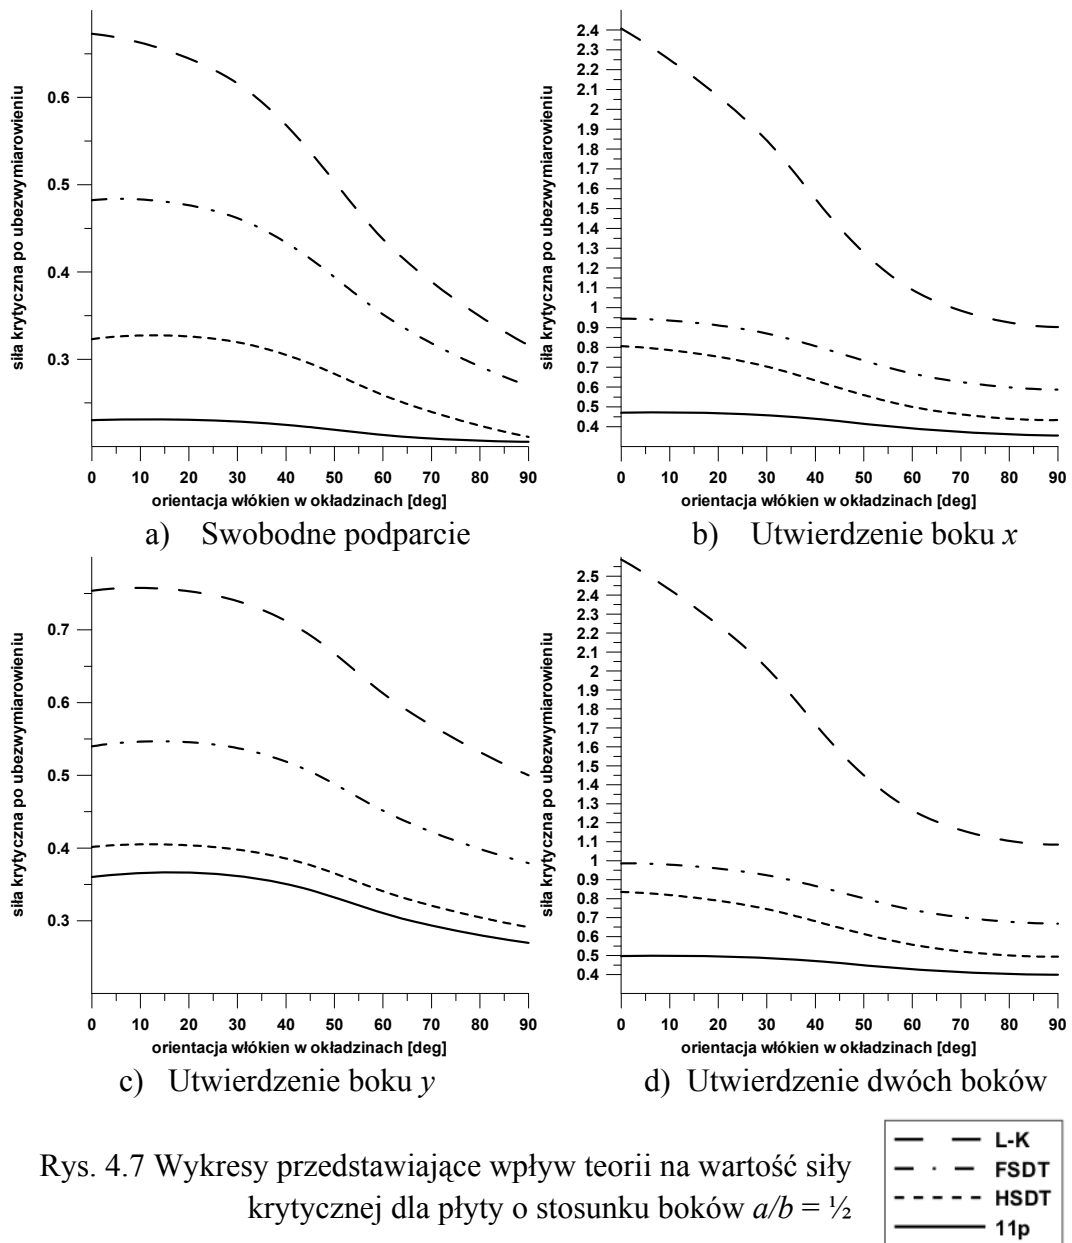 siła krytyczna po ubezwymiarowieniu
0.6
0.5
0.4
0.3
0 10 20 30 40 50 60 70 80 90
orientacja włókien w okładzinach [deg]
a) Swobodne podparcie
siła krytyczna po ubezwymiarowieniu
2.4
2.3
2.2
2.1
2
1.9
1.8
1.7
1.6
1.5
1.4
1.3
1.2
1.1
1
0.9
0.8
0.7
0.6
0.5
0.4
0 10 20 30 40 50 60 70 80 90
orientacja włókien w okładzinach [deg]
b) Utwierdzenie boku x
siła krytyczna po ubezwymiarowieniu
0.7
0.6
0.5
0.4
0.3
0 10 20 30 40 50 60 70 80 90
orientacja włókien w okładzinach [deg]
c) Utwierdzenie boku y
siła krytyczna po ubezwymiarowieniu
2.5
2.4
2.3
2.2
2.1
2
1.9
1.8
1.7
1.6
1.5
1.4
1.3
1.2
1.1
1
0.9
0.8
0.7
0.6
0.5
0.4
0 10 20 30 40 50 60 70 80 90
orientacja włókien w okładzinach [deg]
d) Utwierdzenie dwóch boków
Rys. 4.7 Wykresy przedstawiające wpływ teorii na wartość siły
krytycznej dla płyty o stosunku boków a/b = ½
L-K
FSDT
HSDT
11p